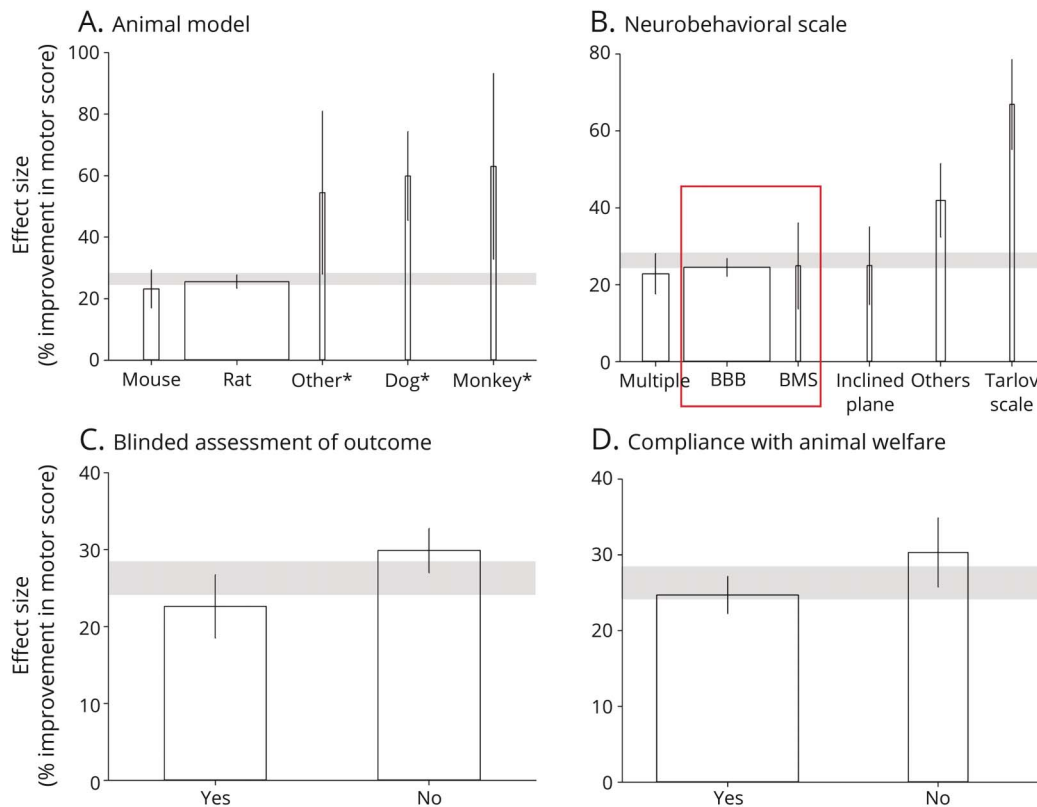 A. Animal model
Effect size
(% improvement in motor score)
100
80
60
40
20
0
Mouse Rat Other* Dog* Monkey*
B. Neurobehavioral scale
80
60
40
20
0
Multiple BBB BMS Inclined plane Others Tarlov scale
C. Blinded assessment of outcome
Effect size
(% improvement in motor score)
40
30
20
10
0
Yes No
D. Compliance with animal welfare
40
30
20
10
0
Yes No